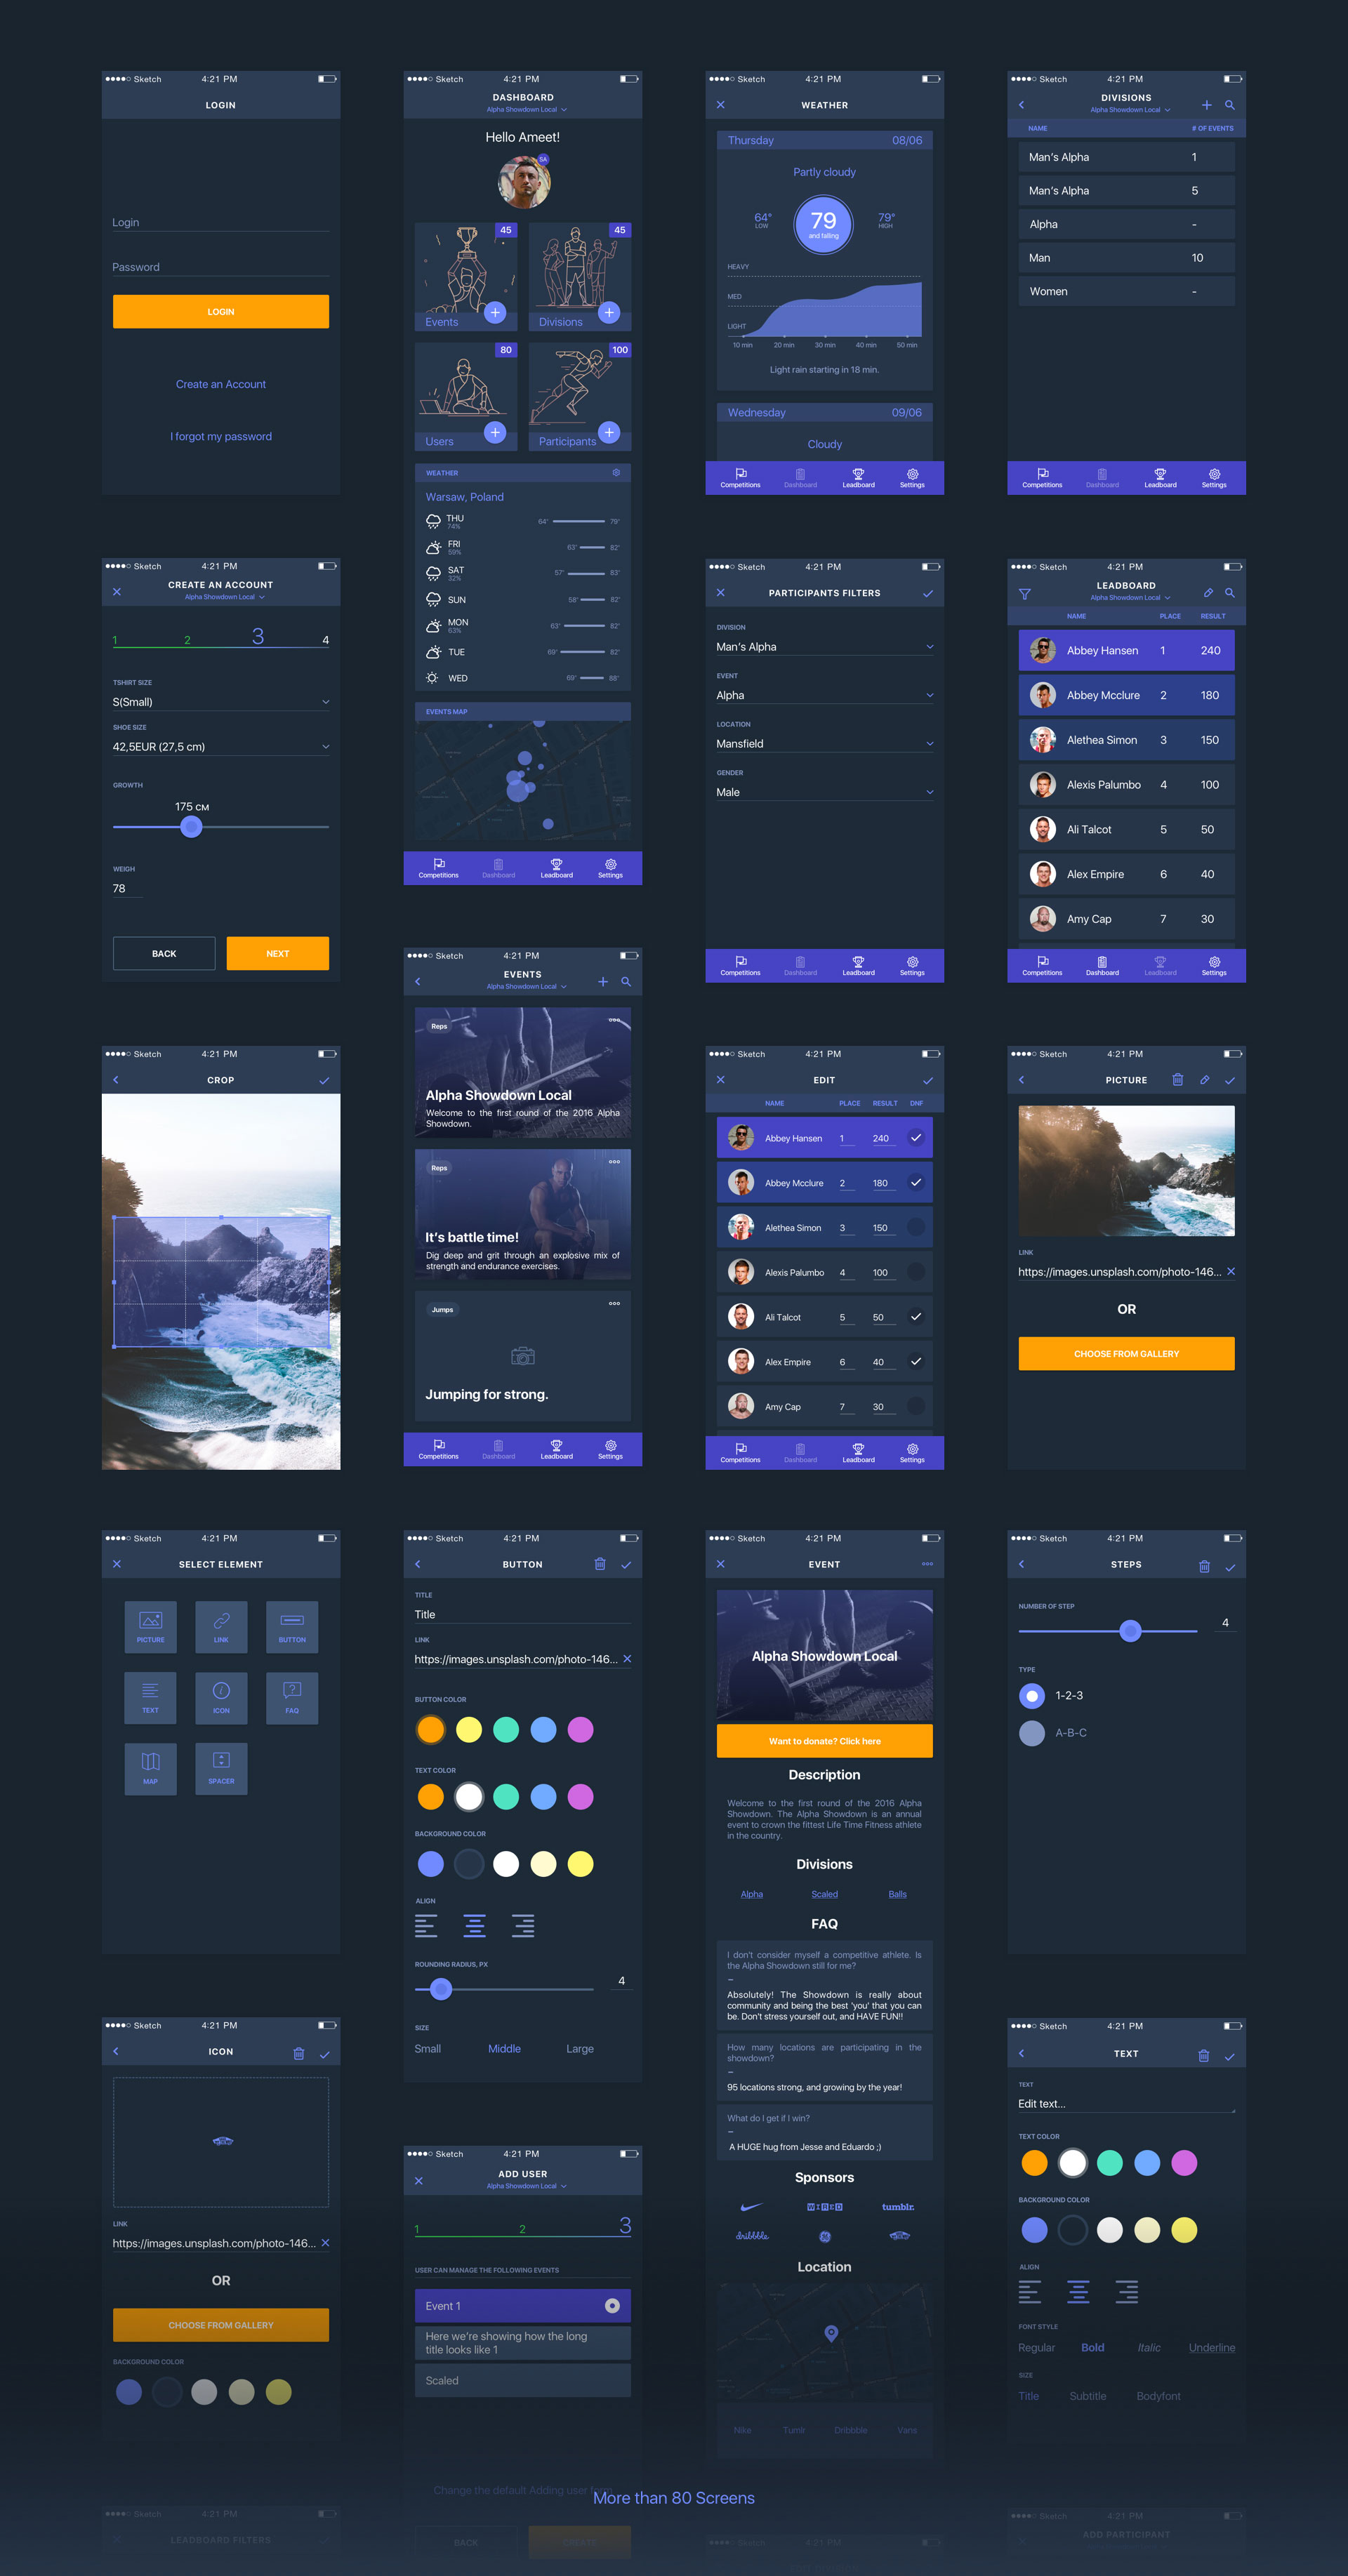 Sketch 4:21 PM
LOGIN
Login
Password
LOGIN
Create an Account
I forgot my password
Sketch 4:21 PM
DASHBOARD
Alpha Showdown Local
Hello Ameet!
SA
45
Events
45
Divisions
80
Users
100
Participants
WEATHER
Warsaw, Poland
THU
74%
64° 79°
FRI
59%
63° 82°
SAT
32%
57° 83°
SUN
58° 82°
MON
63%
63° 82°
TUE
69° 82°
WED
69° 88°
EVENTS MAP
Competitions Dashboard Leadboard Settings
Sketch 4:21 PM
WEATHER
Thursday 08/06
Partly cloudy
64°
LOW
79
and falling
79°
HIGH
HEAVY
MED
LIGHT
10 min 20 min 30 min 40 min 50 min
Light rain starting in 18 min.
Wednesday 09/06
Cloudy
Competitions Dashboard Leadboard Settings
Sketch 4:21 PM
DIVISIONS
Alpha Showdown Local
NAME # OF EVENTS
Man's Alpha 1
Man's Alpha 5
Alpha -
Man 10
Women -
Competitions Dashboard Leadboard Settings
Sketch 4:21 PM
CREATE AN ACCOUNT
Alpha Showdown Local
1 2 3 4
TSHIRT SIZE
S(Small)
SHOE SIZE
42,5EUR (27,5 cm)
GROWTH
175 CM
WEIGH
78
BACK NEXT
Sketch 4:21 PM
PARTICIPANTS FILTERS
DIVISION
Man's Alpha
EVENT
Alpha
LOCATION
Mansfield
GENDER
Male
Competitions Dashboard Leadboard Settings
Sketch 4:21 PM
LEADBOARD
Alpha Showdown Local
NAME PLACE RESULT
Abbey Hansen 1 240
Abbey Mcclure 2 180
Alethea Simon 3 150
Alexis Palumbo 4 100
Ali Talcot 5 50
Alex Empire 6 40
Amy Cap 7 30
Competitions Dashboard Leadboard Settings
Sketch 4:21 PM
EVENTS
Alpha Showdown Local
Reps
Alpha Showdown Local
Welcome to the first round of the 2016 Alpha
Showdown.
Reps
It's battle time!
Dig deep and grit through an explosive mix of
strength and endurance exercises.
Jumps
Jumping for strong.
Competitions Dashboard Leadboard Settings
Sketch 4:21 PM
CROP
Sketch 4:21 PM
EDIT
NAME PLACE RESULT DNF
Abbey Hansen 1 240
Abbey Mcclure 2 180
Alethea Simon 3 150
Alexis Palumbo 4 100
Ali Talcot 5 50
Alex Empire 6 40
Amy Cap 7 30
Competitions Dashboard Leadboard Settings
Sketch 4:21 PM
PICTURE
LINK
https://images.unsplash.com/photo-146...
OR
CHOOSE FROM GALLERY
Sketch 4:21 PM
SELECT ELEMENT
PICTURE LINK BUTTON
TEXT ICON FAQ
MAP SPACER
Sketch 4:21 PM
BUTTON
TITLE
Title
LINK
https://images.unsplash.com/photo-146...
BUTTON COLOR
TEXT COLOR
BACKGROUND COLOR
ALIGN
ROUNDING RADIUS, PX
4
SIZE
Small Middle Large
Sketch 4:21 PM
EVENT
Alpha Showdown Local
Want to donate? Click here
Description
Welcome to the first round of the 2016 Alpha
Showdown. The Alpha Showdown is an annual
event to crown the fittest Life Time Fitness athlete
in the country.
Divisions
Alpha Scaled Balls
FAQ
I don't consider myself a competitive athlete. Is
the Alpha Showdown still for me?
–
Absolutely! The Showdown is really about
community and being the best 'you' that you can
be. Don't stress yourself out, and HAVE FUN!!
How many locations are participating in the
showdown?
–
95 locations strong, and growing by the year!
What do I get if I win?
–
A HUGE hug from Jesse and Eduardo ;)
Sponsors
WIRED tumblr.
dribbble
Location
Nike Tumlr Dribbble Vans
Sketch 4:21 PM
STEPS
NUMBER OF STEP
4
TYPE
1-2-3
A-B-C
Sketch 4:21 PM
ICON
LINK
https://images.unsplash.com/photo-146...
OR
CHOOSE FROM GALLERY
BACKGROUND COLOR
Sketch 4:21 PM
ADD USER
Alpha Showdown Local
1 2 3
USER CAN MANAGE THE FOLLOWING EVENTS
Event 1
Here we're showing how the long
title looks like 1
Scaled
Change the default Adding user form
BACK CREATE
Sketch 4:21 PM
TEXT
TEXT
Edit text...
TEXT COLOR
BACKGROUND COLOR
ALIGN
FONT STYLE
Regular Bold Italic Underline
SIZE
Title Subtitle Bodyfont
More than 80 Screens
Sketch 4:21 PM
LEADBOARD FILTERS
Sketch 4:21 PM
Sketch 4:21 PM
ADD PARTICIPANT